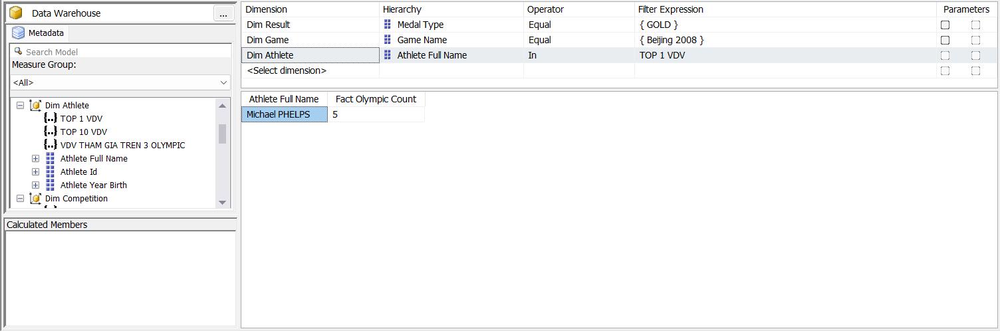 Data Warehouse
...
Metadata
Search Model
Measure Group:
<All>
Dim Athlete
TOP 1 VDV
TOP 10 VDV
VDV THAM GIA TREN 3 OLYMPIC
Athlete Full Name
Athlete Id
Athlete Year Birth
Dim Competition
Calculated Members
Dimension Hierarchy Operator Filter Expression Parameters
Dim Result Medal Type Equal { GOLD }
Dim Game Game Name Equal { Beijing 2008 }
Dim Athlete Athlete Full Name In TOP 1 VDV
<Select dimension>
Athlete Full Name Fact Olympic Count
Michael PHELPS 5